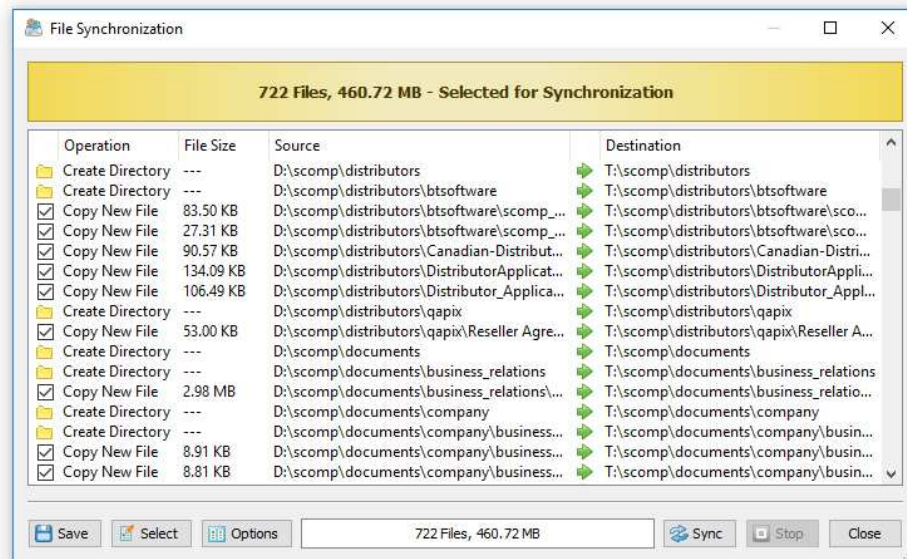 File Synchronization
722 Files, 460.72 MB - Selected for Synchronization
Operation File Size Source Destination
Create Directory --- D:\scomp\distributors T:\scomp\distributors
Create Directory --- D:\scomp\distributors\btsoftware T:\scomp\distributors\btsoftware
Copy New File 83.50 KB D:\scomp\distributors\btsoftware\scomp_... T:\scomp\distributors\btsoftware\sco...
Copy New File 27.31 KB D:\scomp\distributors\btsoftware\scomp_... T:\scomp\distributors\btsoftware\sco...
Copy New File 90.57 KB D:\scomp\distributors\Canadian-Distribut... T:\scomp\distributors\Canadian-Distri...
Copy New File 134.09 KB D:\scomp\distributors\DistributorApplicat... T:\scomp\distributors\DistributorAppli...
Copy New File 106.49 KB D:\scomp\distributors\Distributor_Applica... T:\scomp\distributors\Distributor_Appl...
Create Directory --- D:\scomp\distributors\qapix T:\scomp\distributors\qapix
Copy New File 53.00 KB D:\scomp\distributors\qapix\Reseller Agre... T:\scomp\distributors\qapix\Reseller A...
Create Directory --- D:\scomp\documents T:\scomp\documents
Create Directory --- D:\scomp\documents\business_relations T:\scomp\documents\business_relations
Copy New File 2.98 MB D:\scomp\documents\business_relations\... T:\scomp\documents\business_relatio...
Create Directory --- D:\scomp\documents\company T:\scomp\documents\company
Create Directory --- D:\scomp\documents\company\business... T:\scomp\documents\company\busin...
Copy New File 8.91 KB D:\scomp\documents\company\business... T:\scomp\documents\company\busin...
Copy New File 8.81 KB D:\scomp\documents\company\business... T:\scomp\documents\company\busin...
Save Select Options 722 Files, 460.72 MB Sync Stop Close